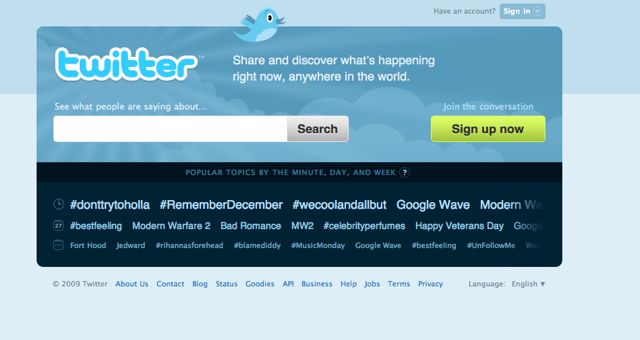 Have an account? Sign in
twitter™
Share and discover what's happening
right now, anywhere in the world.
See what people are saying about...
Search
Join the conversation
Sign up now
POPULAR TOPICS BY THE MINUTE, DAY, AND WEEK ?
#donttrytoholla #RememberDecember #wecoolandallbut Google Wave Modern
27 #bestfeeling Modern Warfare 2 Bad Romance MW2 #celebrityperfumes Happy Veterans Day Google
Fort Hood Jedward #rihannasforehead #blamediddy #MusicMonday Google Wave #bestfeeling #UnFollowMe
© 2009 Twitter About Us Contact Blog Status Goodies API Business Help Jobs Terms Privacy Language: English